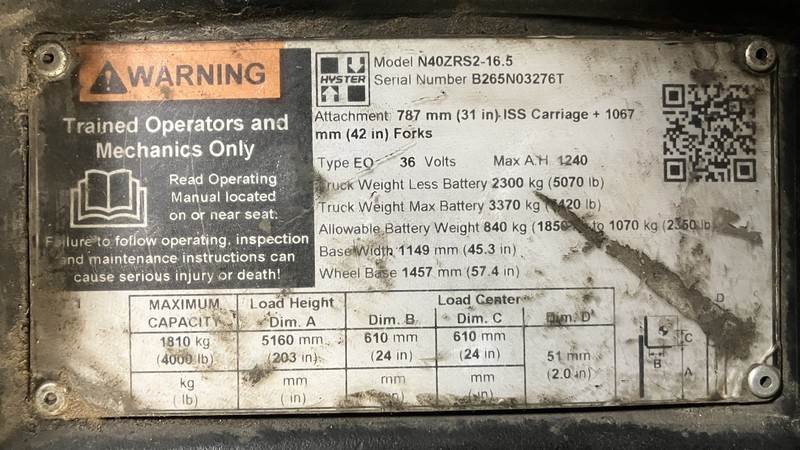 WARNING
Trained Operators and
Mechanics Only
Read Operating
Manual located
on or near seat.
Failure to follow operating, inspection
and maintenance instructions can
cause serious injury or death!
HYSTER
Model N40ZRS2-16.5
Serial Number B265N03276T
Attachment: 787 mm (31 in) ISS Carriage + 1067
mm (42 in) Forks
Type EO 36 Volts Max A.H 1240
Truck Weight Less Battery 2300 kg (5070 lb)
Truck Weight Max Battery 3370 kg (7420 lb)
Allowable Battery Weight 840 kg (1850 to 1070 kg (2350 lb
Base Width 1149 mm (45.3 in)
Wheel Base 1457 mm (57.4 in)
MAXIMUM CAPACITY Load Height Dim. A Load Center Dim. B Dim. C Dim. D
1810 kg 5160 mm 610 mm 610 mm 51 mm
(4000 lb) (203 in) (24 in) (24 in) (2.0 in)
kg mm mm mm
(lb) (in) (in) (in)
D
C
B
A